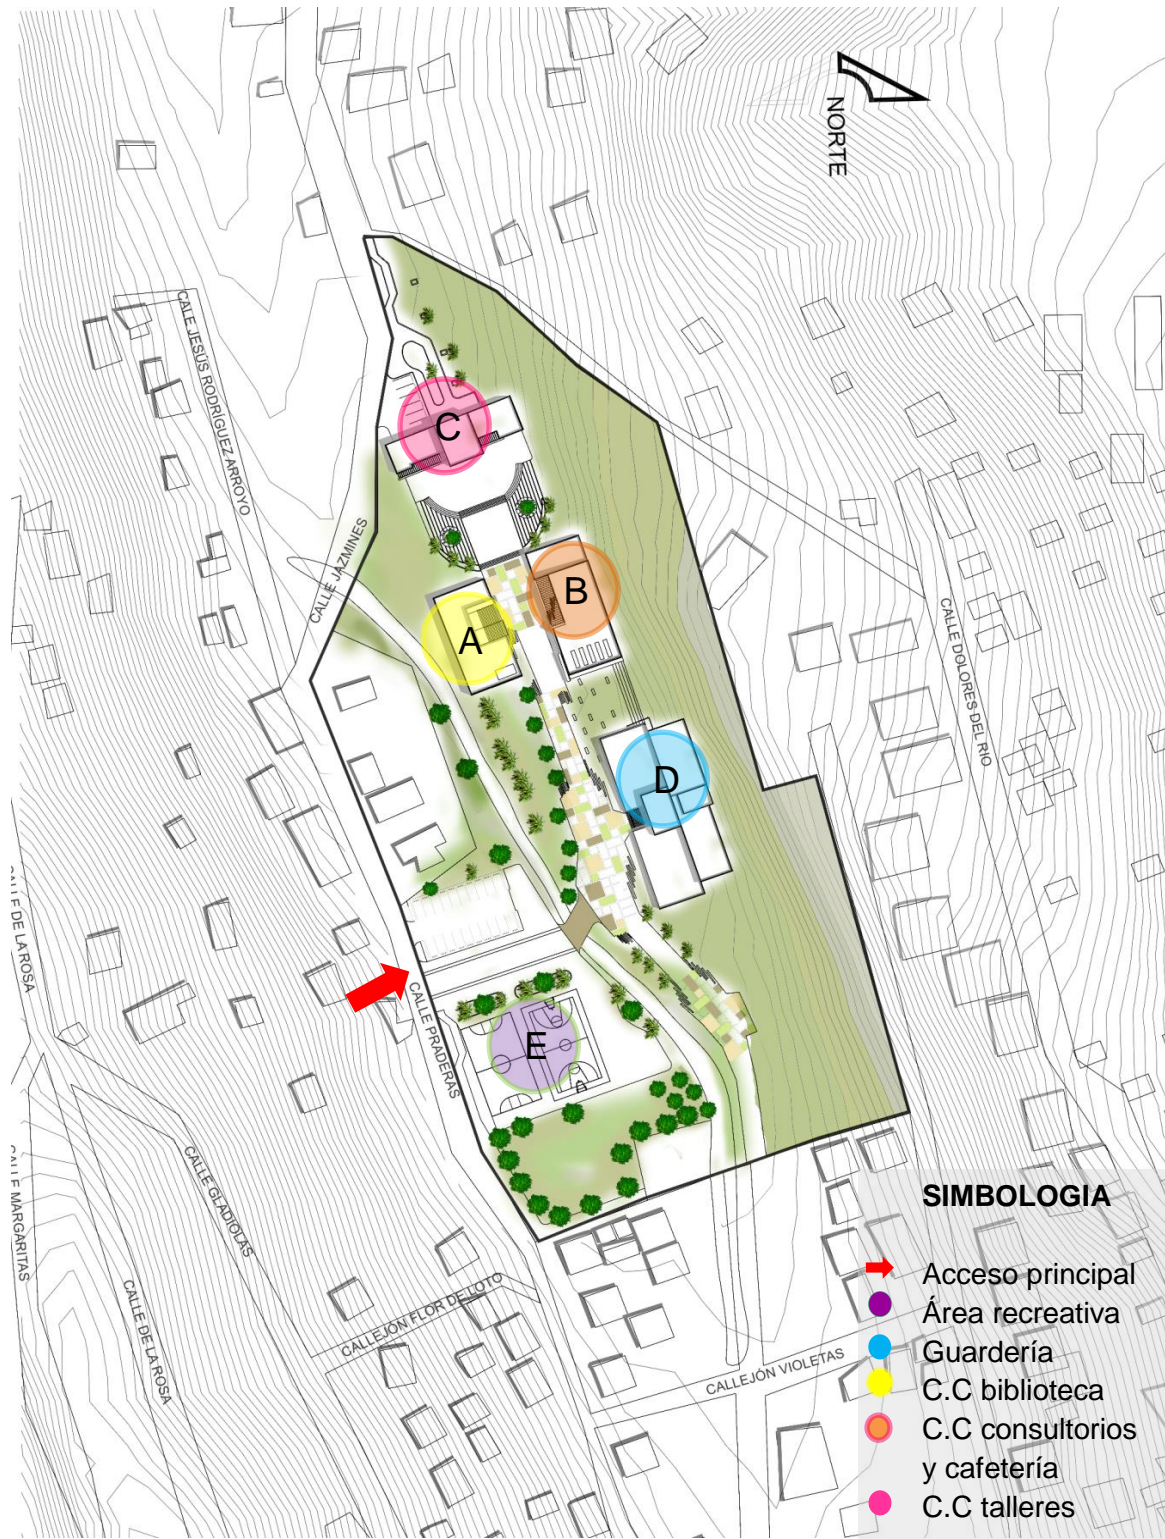 NORTE
CALE JESÚS RODRÍGUEZ ARROYO
C
CALLE JAZMINES
B
A
CALLE DOLORES DEL RIO
D
CALLE DE LA ROSA
CALLE PRADERAS
E
CALLE MARGARITAS
CALLE GLADIOLAS
CALLE DE LA ROSA
CALLEJÓN FLOR DE LOTO
CALLEJÓN VIOLETAS
SIMBOLOGIA
Acceso principal
Área recreativa
Guardería
C.C biblioteca
C.C consultorios
y cafetería
C.C talleres